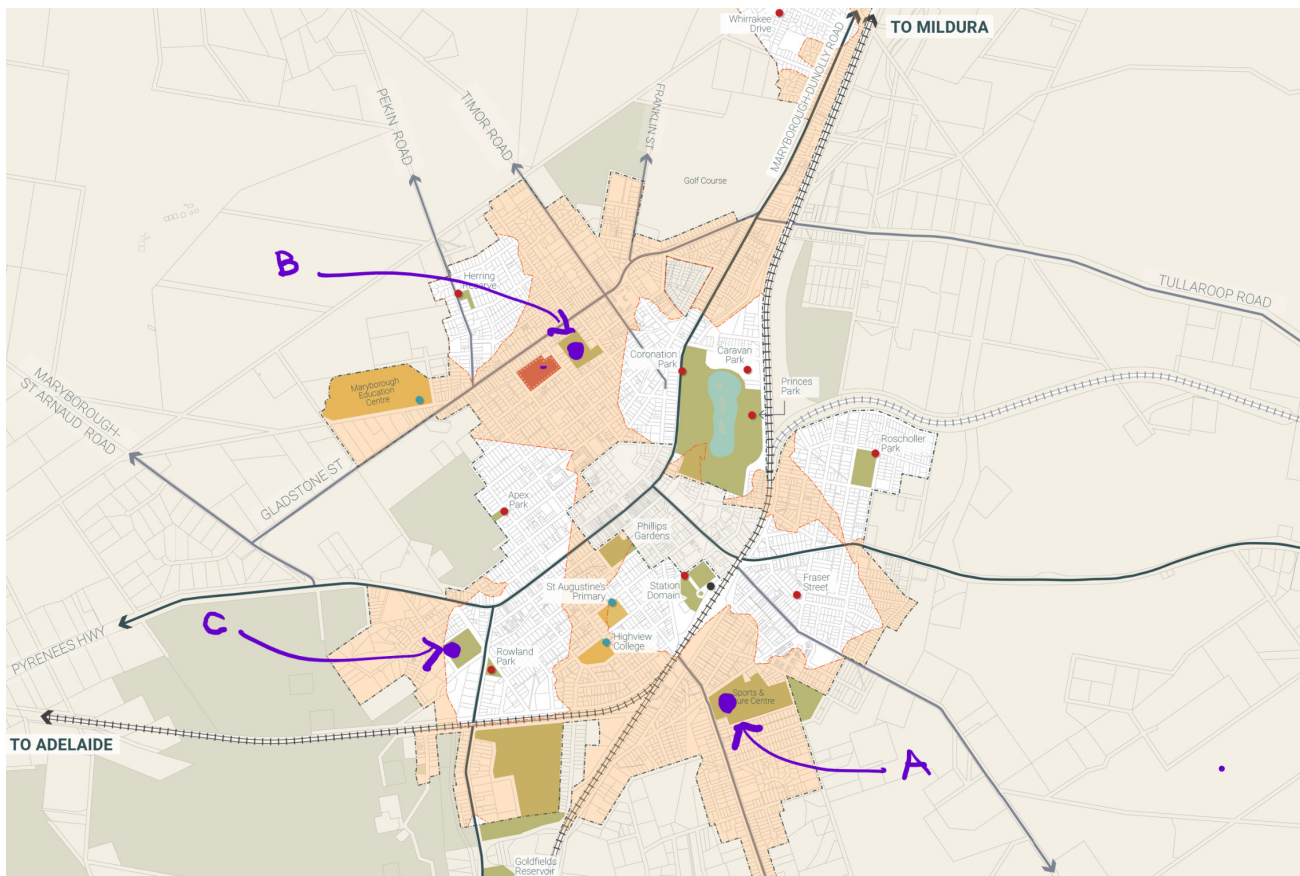 Whirrakee
Drive
TO MILDURA
MARYBOROUGH-DUNOLLY ROAD
PEKIN ROAD
TIMOR ROAD
FRANKLIN ST
Golf Course
B
Herring
Reserve
TULLAROOP ROAD
Coronation
Park
Caravan
Park
Princes
Park
Maryborough
Education
Centre
MARYBOROUGH-
ST ARNAUD ROAD
Roscholler
Park
GLADSTONE ST
Apex
Park
Phillips
Gardens
St Augustine's
Primary
Station
Domain
Fraser
Street
C
PYRENEES HWY
Highview
College
Rowland
Park
Sports &
ure Centre
TO ADELAIDE
A
Goldfields
Reservoir